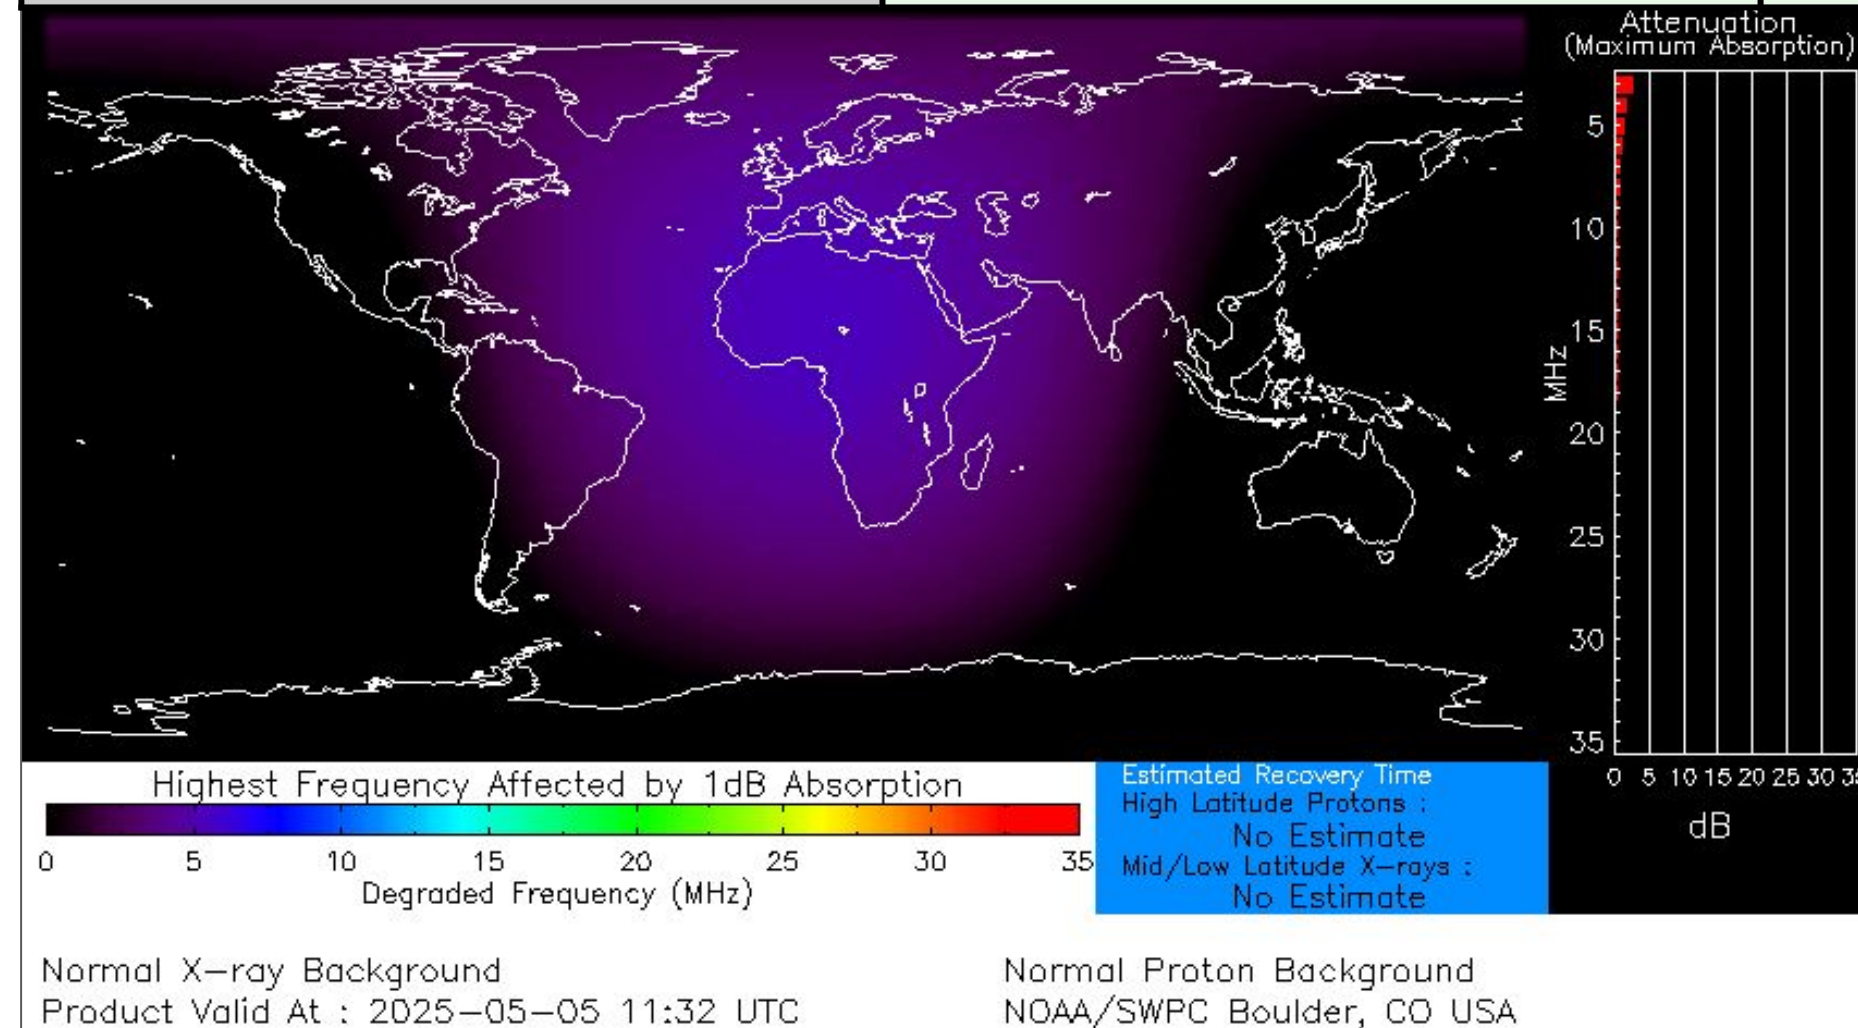 Attenuation
(Maximum Absorption)
5
10
15
20
25
30
35
MHz
0 5 10 15 20 25 30
dB
Highest Frequency Affected by 1dB Absorption
0 5 10 15 20 25 30 35
Degraded Frequency (MHz)
Estimated Recovery Time
High Latitude Protons :
No Estimate
Mid/Low Latitude X-rays :
No Estimate
Normal X-ray Background
Product Valid At : 2025-05-05 11:32 UTC
Normal Proton Background
NOAA/SWPC Boulder, CO USA